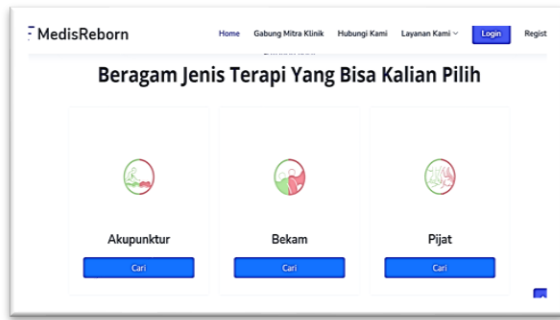 MedisReborn
Home Gabung Mitra Klinik Hubungi Kami Layanan Kami Login Regist
Beragam Jenis Terapi Yang Bisa Kalian Pilih
Akupunktur Bekam Pijat
Cari Cari Cari